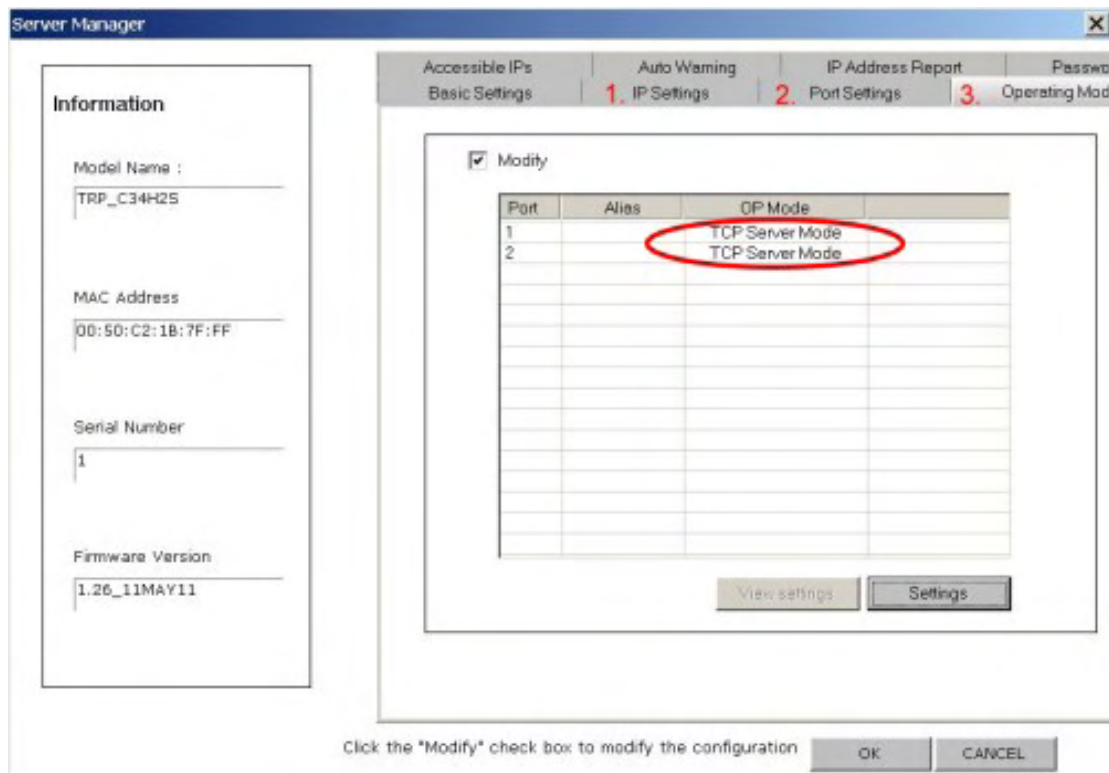 Server Manager
Information
Model Name :
TRP_C34H2S
MAC Address
00:50:C2:1B:7F:FF
Serial Number
1
Firmware Version
1.26_11MAY11
Accessible IPs Auto Warning IP Address Report Passwo
Basic Settings 1. IP Settings 2. Port Settings 3. Operating Mod
Modify
Port Alias OP Mode
1 TCP Server Mode
2 TCP Server Mode
View settings Settings
Click the "Modify" check box to modify the configuration OK CANCEL